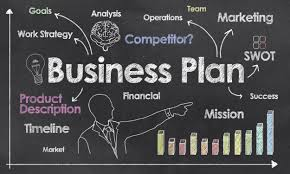 Goals
Analysis
Team
Operations
Marketing
Work Strategy
Competitor?
SWOT
Business Plan
Product
Description
Financial
Success
Timeline
Mission
Market